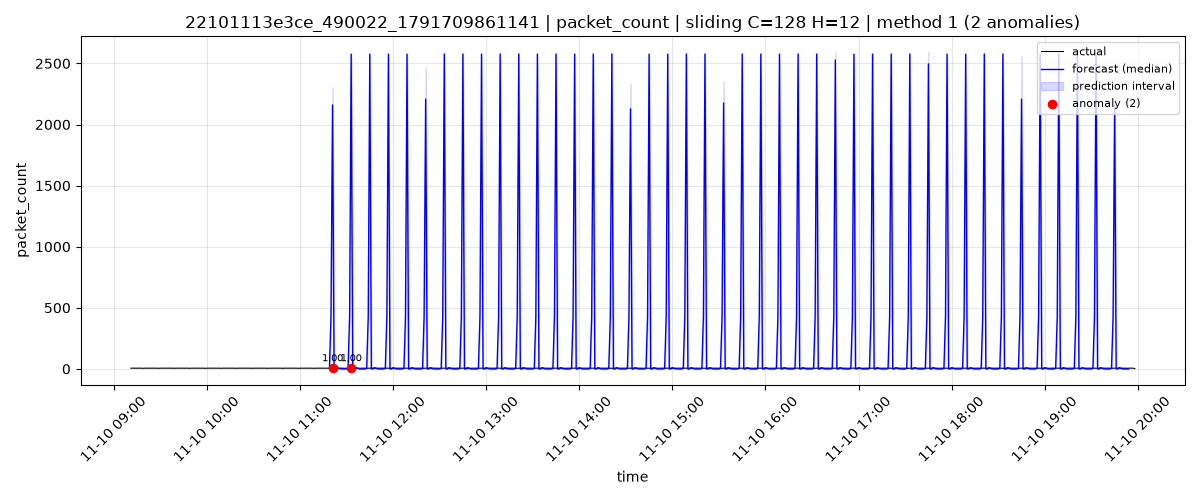 22101113e3ce_490022_1791709861141 | packet_count | sliding C=128 H=12 | method 1 (2 anomalies)
packet_count
2500
2000
1500
1000
500
0
actual
forecast (median)
prediction interval
anomaly (2)
1.00
1.00
11-10 09:00
11-10 10:00
11-10 11:00
11-10 12:00
11-10 13:00
11-10 14:00
11-10 15:00
11-10 16:00
11-10 17:00
11-10 18:00
11-10 19:00
11-10 20:00
time